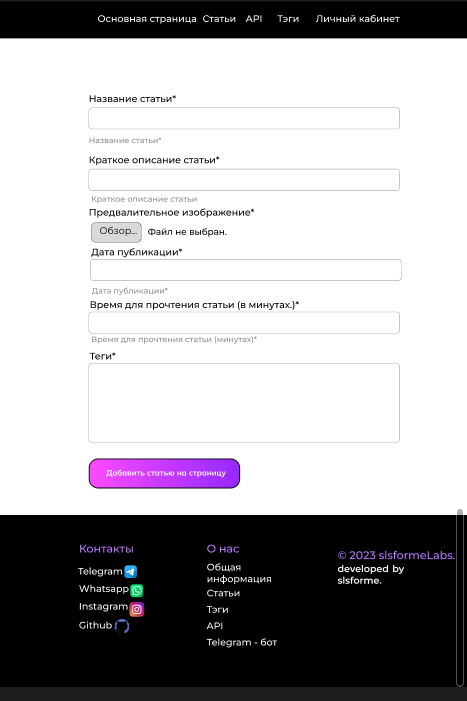 Основная страница Статьи API Тэги Личный кабинет
Название статьи*
Название статьи*
Краткое описание статьи*
Краткое описание статьи
Предвалительное изображение*
Обзор... Файл не выбран.
Дата публикации*
Дата публикации*
Время для прочтения статьи (в минутах.)*
Время для прочтения статьи (минутах)*
Теги*
Добавить статью на страницу
Контакты
Telegram
Whatsapp
Instagram
Github
О нас
Общая
информация
Статьи
Тэги
API
Telegram - бот
© 2023 slsformeLabs.
developed by
slsforme.